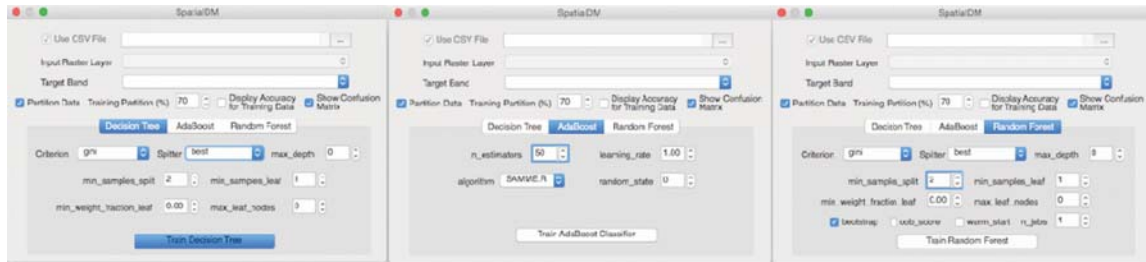 SpatialDM
Use CSV File ...
Input Raster Layer
Target Band
Partition Data Training Partition (%) 70 Display Accuracy for Training Data Show Confusion Matrix
Decision Tree AdaBoost Random Forest
Criterion gini Splitter best max_depth 0
min_samples_split 2 min_samples_leaf 1
min_weight_fraction_leaf 0.00 max_leaf_nodes 0
Train Decision Tree
SpatialDM
Use CSV File ...
Input Raster Layer
Target Band
Partition Data Training Partition (%) 70 Display Accuracy for Training Data Show Confusion Matrix
Decision Tree AdaBoost Random Forest
n_estimators 50 learning_rate 1.00
algorithm SAMME.R random_state 0
Train AdaBoost Classifier
SpatialDM
Use CSV File ...
Input Raster Layer
Target Band
Partition Data Training Partition (%) 70 Display Accuracy for Training Data Show Confusion Matrix
Decision Tree AdaBoost Random Forest
Criterion gini Spitter best max_depth
min_sample_split 2 min_samples_leaf 1
min_weight_fractin_leaf 0.00 max_leaf_nodes 0
bootstrap oob_score warm_start n_jobs 1
Train Random Forest